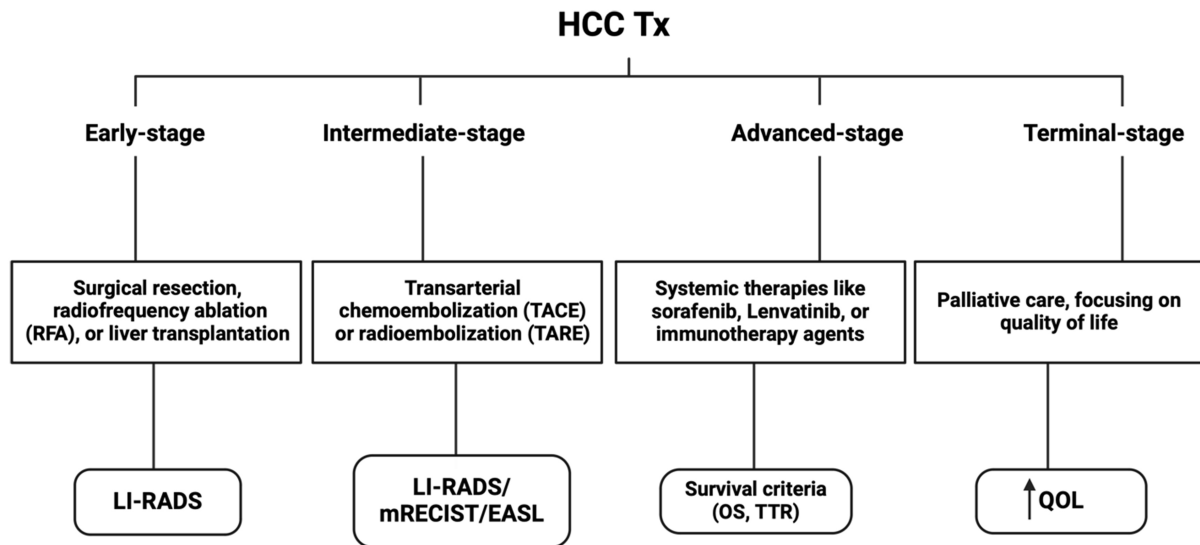 HCC Tx
Early-stage
Intermediate-stage
Advanced-stage
Terminal-stage
Surgical resection,
radiofrequency ablation
(RFA), or liver transplantation
Transarterial
chemoembolization (TACE)
or radioembolization (TARE)
Systemic therapies like
sorafenib, Lenvatinib, or
immunotherapy agents
Palliative care, focusing on
quality of life
LI-RADS
LI-RADS/
mRECIST/EASL
Survival criteria
(OS, TTR)
QOL